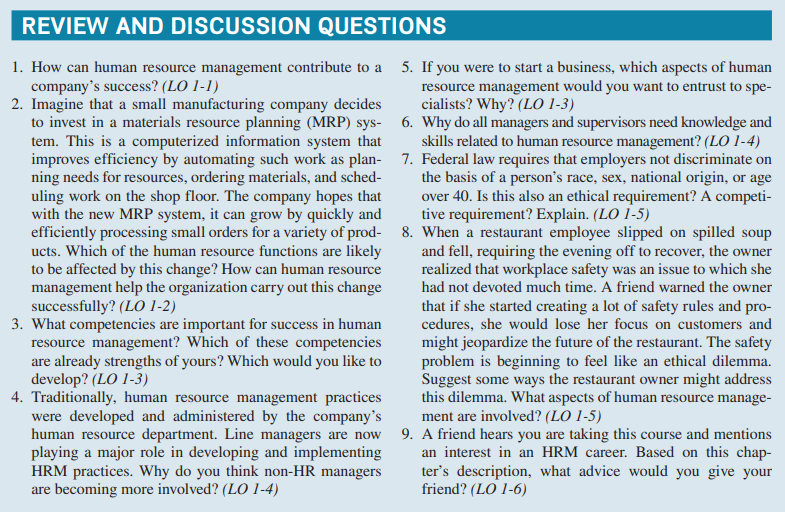 REVIEW AND DISCUSSION QUESTIONS
1. How can human resource management contribute to a
company's success? (LO 1-1)
2. Imagine that a small manufacturing company decides
to invest in a materials resource planning (MRP) sys-
tem. This is a computerized information system that
improves efficiency by automating such work as plan-
ning needs for resources, ordering materials, and sched-
uling work on the shop floor. The company hopes that
with the new MRP system, it can grow by quickly and
efficiently processing small orders for a variety of prod-
ucts. Which of the human resource functions are likely
to be affected by this change? How can human resource
management help the organization carry out this change
successfully? (LO 1-2)
3. What competencies are important for success in human
resource management? Which of these competencies
are already strengths of yours? Which would you like to
develop? (LO 1-3)
4. Traditionally, human resource management practices
were developed and administered by the company's
human resource department. Line managers are now
playing a major role in developing and implementing
HRM practices. Why do you think non-HR managers
are becoming more involved? (LO 1-4)
5. If you were to start a business, which aspects of human
resource management would you want to entrust to spe-
cialists? Why? (LO 1-3)
6. Why do all managers and supervisors need knowledge and
skills related to human resource management? (LO 1-4)
7. Federal law requires that employers not discriminate on
the basis of a person's race, sex, national origin, or age
over 40. Is this also an ethical requirement? A competi-
tive requirement? Explain. (LO 1-5)
8. When a restaurant employee slipped on spilled soup
and fell, requiring the evening off to recover, the owner
realized that workplace safety was an issue to which she
had not devoted much time. A friend warned the owner
that if she started creating a lot of safety rules and pro-
cedures, she would lose her focus on customers and
might jeopardize the future of the restaurant. The safety
problem is beginning to feel like an ethical dilemma.
Suggest some ways the restaurant owner might address
this dilemma. What aspects of human resource manage-
ment are involved? (LO 1-5)
9. A friend hears you are taking this course and mentions
an interest in an HRM career. Based on this chap-
ter's description, what advice would you give your
friend? (LO 1-6)